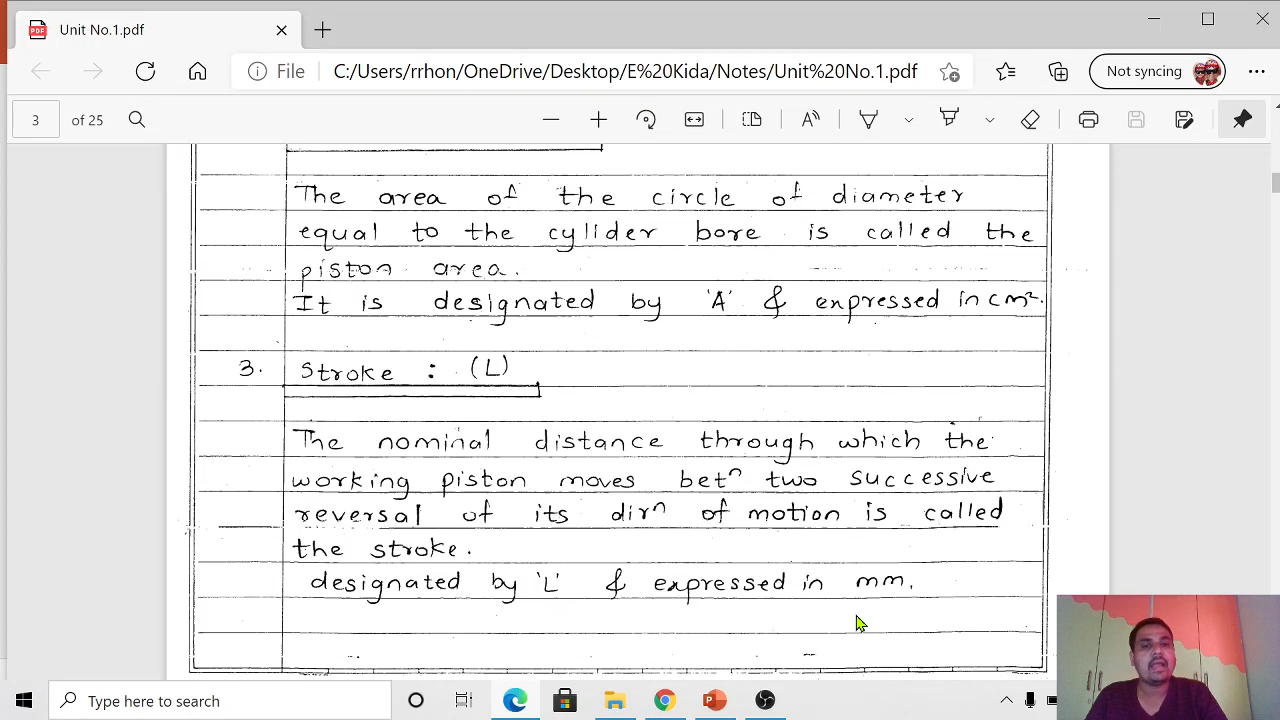 Unit No.1.pdf
File
C:/Users/rrhon/OneDrive/Desktop/E%20Kida/Notes/Unit%20No.1.pdf
Not syncing
3 of 25
The area of the circle of diameter
equal to the cylider bore is called the
piston area.
It is designated by 'A' & expressed in cm².
3. Stroke : (L)
The nominal distance through which the
working piston moves betⁿ two successive
reversal of its dirⁿ of motion is called
the stroke.
designated by 'L' & expressed in mm.
Type here to search